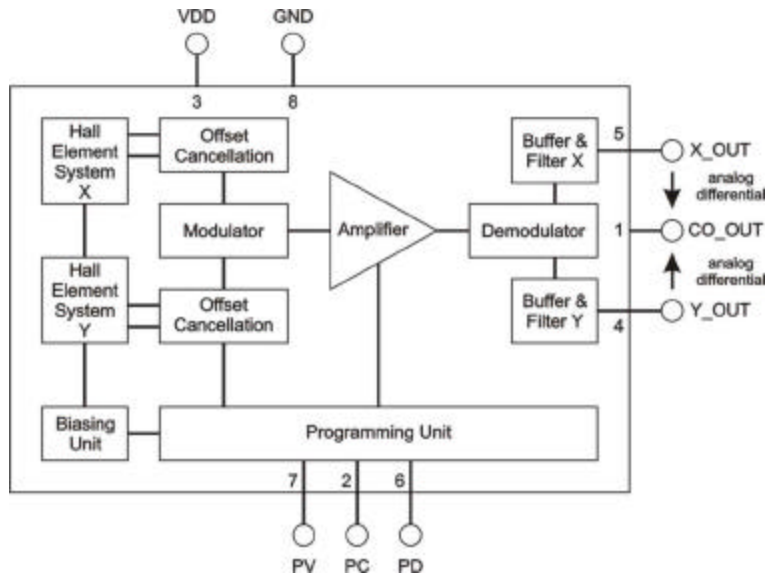 VDD GND
3 8
Hall
Element
System
X
Offset
Cancellation
Buffer &
Filter X
5
X_OUT
analog
differential
Modulator
Amplifier
Demodulator
1
CO_OUT
analog
differential
Hall
Element
System
Y
Offset
Cancellation
Buffer &
Filter Y
4
Y_OUT
Biasing
Unit
Programming Unit
7 2 6
PV PC PD